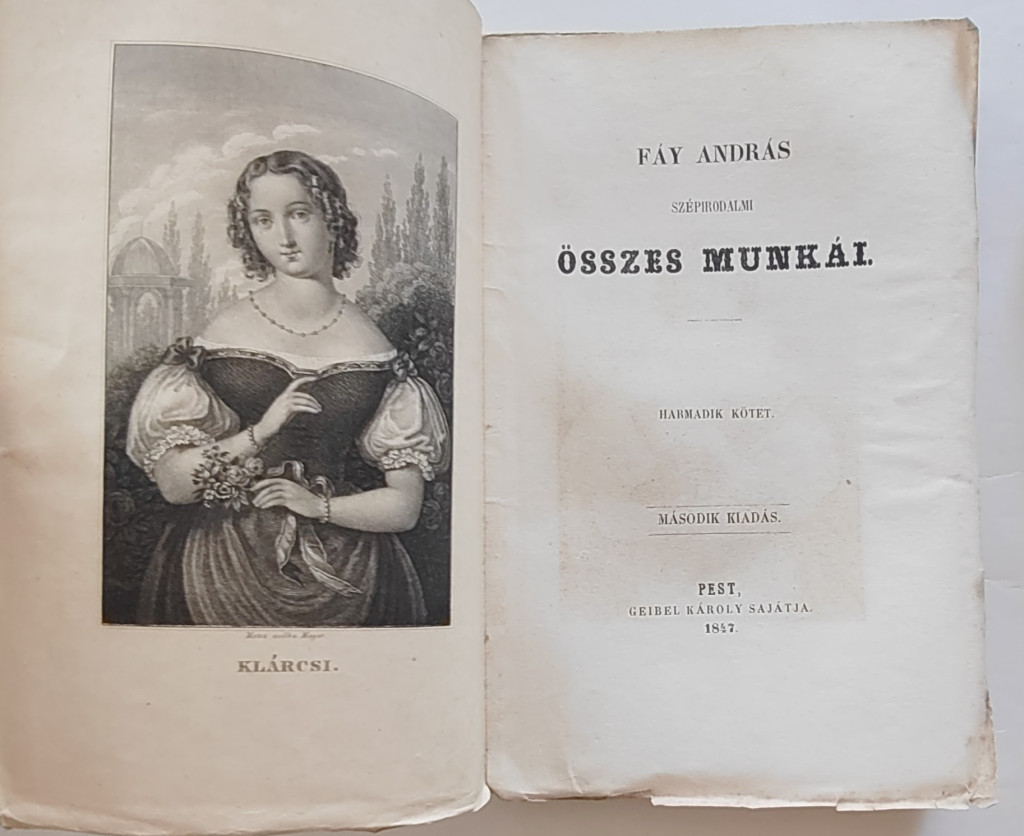 KLÁRCSI.
FÁY ANDRÁS
SZÉPIRODALMI
ÖSSZES MUNKÁI.
HARMADIK KÖTET.
MÁSODIK KIADÁS.
PEST,
GEIBEL KÁROLY SAJÁTJA.
1847.